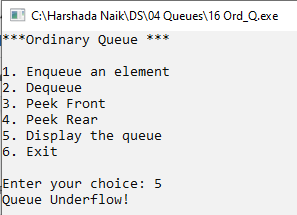 C:\Harshada Naik\DS\04 Queues\16 Ord_Q.exe
***Ordinary Queue ***
1. Enqueue an element
2. Dequeue
3. Peek Front
4. Peek Rear
5. Display the queue
6. Exit
Enter your choice: 5
Queue Underflow!